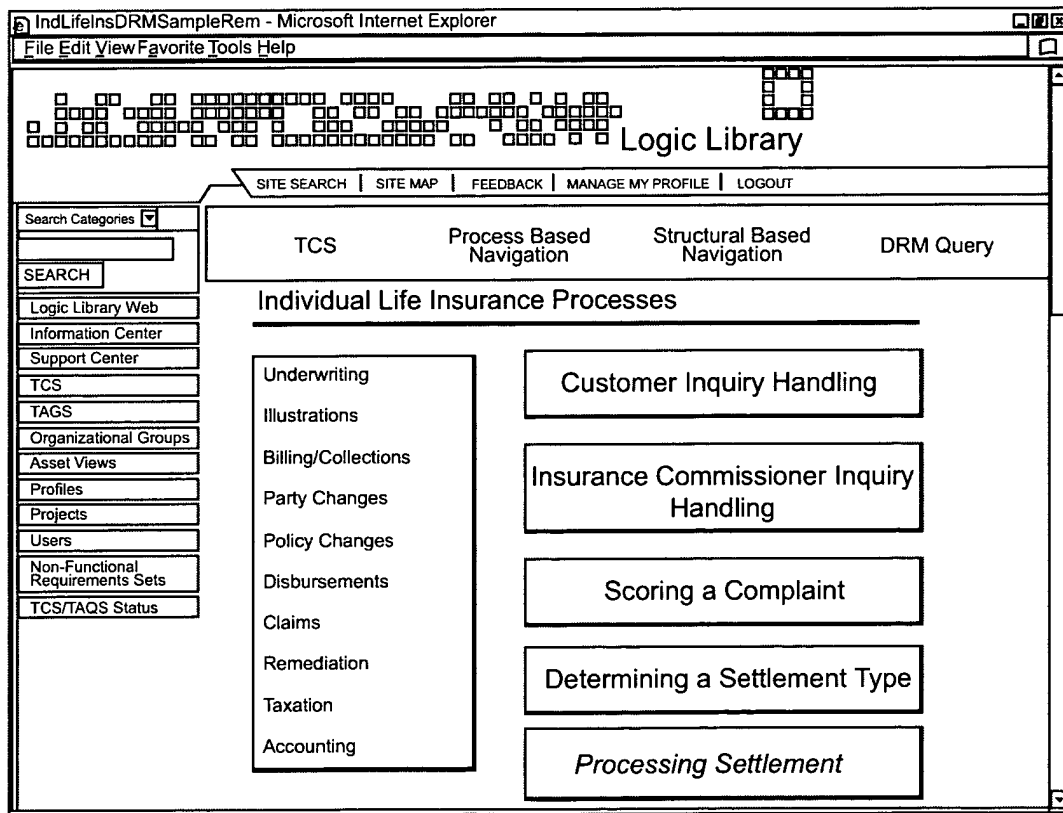 IndLifeInsDRMSampleRem - Microsoft Internet Explorer
File Edit View Favorite Tools Help
Logic Library
SITE SEARCH | SITE MAP | FEEDBACK | MANAGE MY PROFILE | LOGOUT
Search Categories
SEARCH
Logic Library Web
Information Center
Support Center
TCS
TAGS
Organizational Groups
Asset Views
Profiles
Projects
Users
Non-Functional
Requirements Sets
TCS/TAQS Status
TCS
Process Based
Navigation
Structural Based
Navigation
DRM Query
Individual Life Insurance Processes
Underwriting
Illustrations
Billing/Collections
Party Changes
Policy Changes
Disbursements
Claims
Remediation
Taxation
Accounting
Customer Inquiry Handling
Insurance Commissioner Inquiry
Handling
Scoring a Complaint
Determining a Settlement Type
Processing Settlement